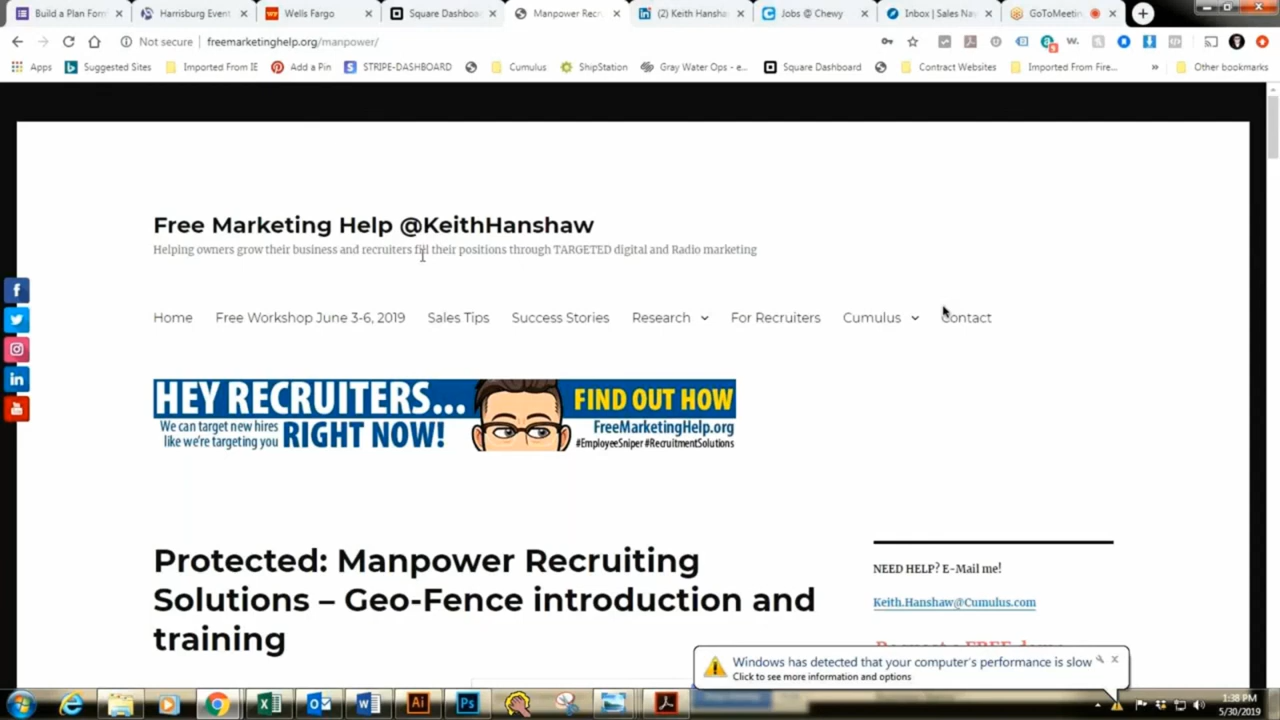 Build a Plan Form
Harrisburg Event
Wells Fargo
Square Dashboa
Manpower Recr
(2) Keith Hansha
Jobs @ Chewy
Inbox | Sales Na
GoToMeetin
Not secure | freemarketinghelp.org/manpower/
Apps
Suggested Sites
Imported From IE
Add a Pin
STRIPE-DASHBOARD
Cumulus
ShipStation
Gray Water Ops - e...
Square Dashboard
Contract Websites
Imported From Fire...
» Other bookmarks
Free Marketing Help @KeithHanshaw
Helping owners grow their business and recruiters fill their positions through TARGETED digital and Radio marketing
Home
Free Workshop June 3-6, 2019
Sales Tips
Success Stories
Research
For Recruiters
Cumulus
Contact
HEY RECRUITERS...
We can target new hires
like we're targeting you RIGHT NOW!
FIND OUT HOW
FreeMarketingHelp.org
#EmployeeSniper #RecruitmentSolutions
Protected: Manpower Recruiting
Solutions – Geo-Fence introduction and
training
NEED HELP? E-Mail me!
Keith.Hanshaw@Cumulus.com
Windows has detected that your computer's performance is slow
Click to see more information and options
1:38 PM
5/30/2019